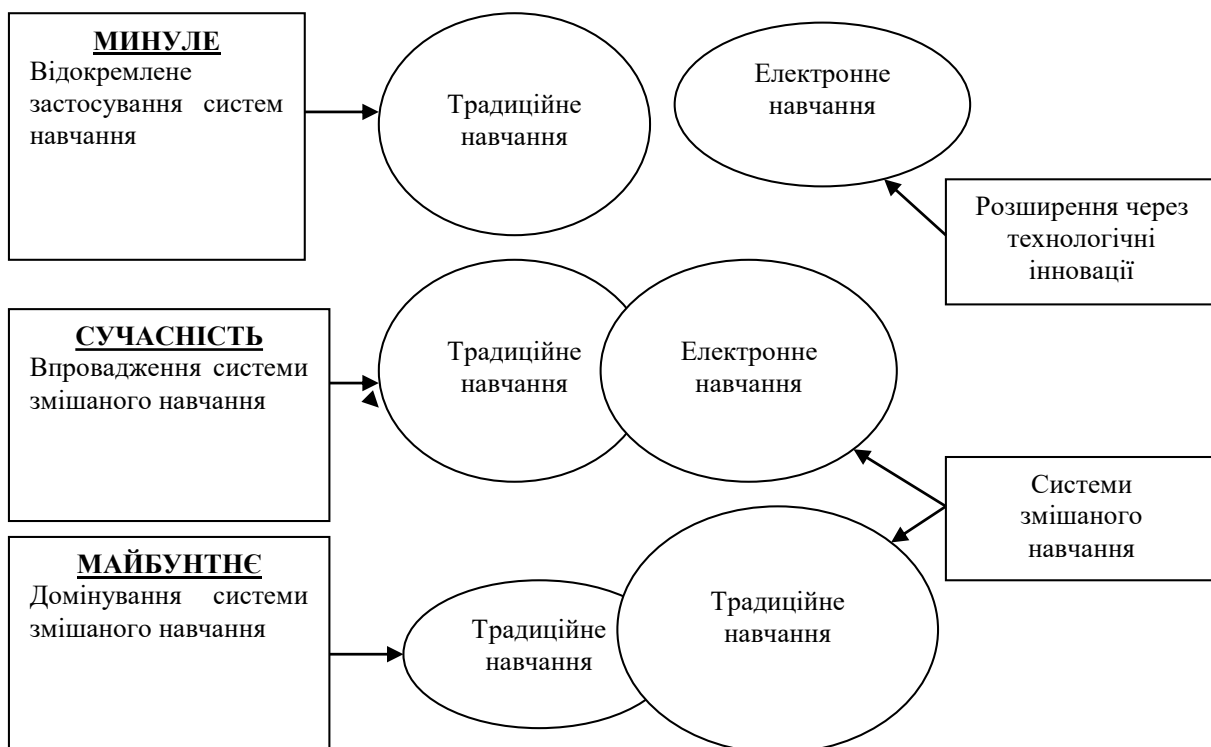 МИНУЛЕ
Відокремлене
застосування систем
навчання
Традиційне
навчання
Електронне
навчання
Розширення через
технологічні
інновації
СУЧАСНІСТЬ
Впровадження системи
змішаного навчання
Традиційне
навчання
Електронне
навчання
Системи
змішаного
навчання
МАЙБУНТНЄ
Домінування системи
змішаного навчання
Традиційне
навчання
Традиційне
навчання